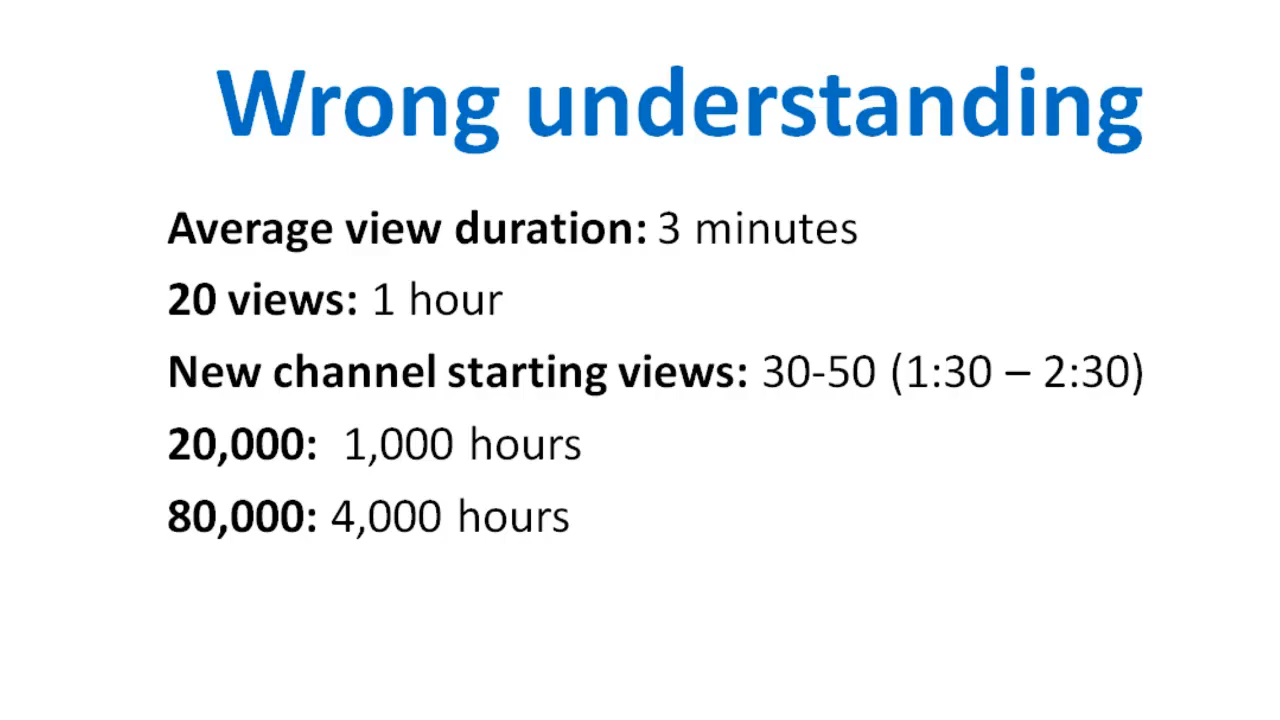 Wrong understanding
Average view duration: 3 minutes
20 views: 1 hour
New channel starting views: 30-50 (1:30 – 2:30)
20,000: 1,000 hours
80,000: 4,000 hours